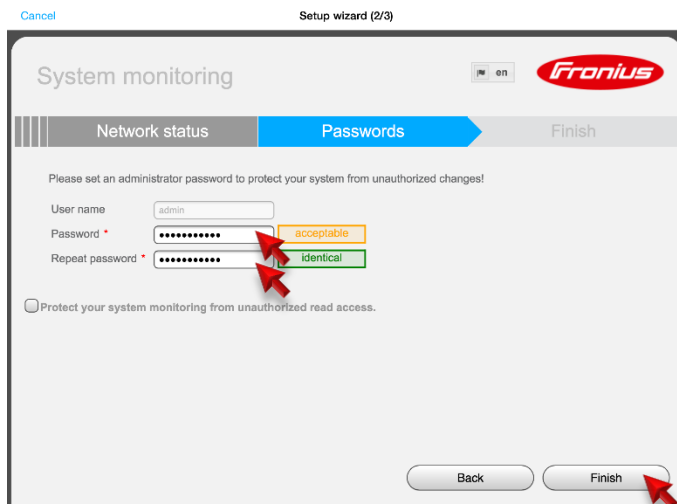 Cancel
Setup wizard (2/3)
System monitoring
en
Fronius
Network status
Passwords
Finish
Please set an administrator password to protect your system from unauthorized changes!
User name
admin
Password *
•••••••••••
acceptable
Repeat password *
•••••••••••
identical
Protect your system monitoring from unauthorized read access.
Back
Finish